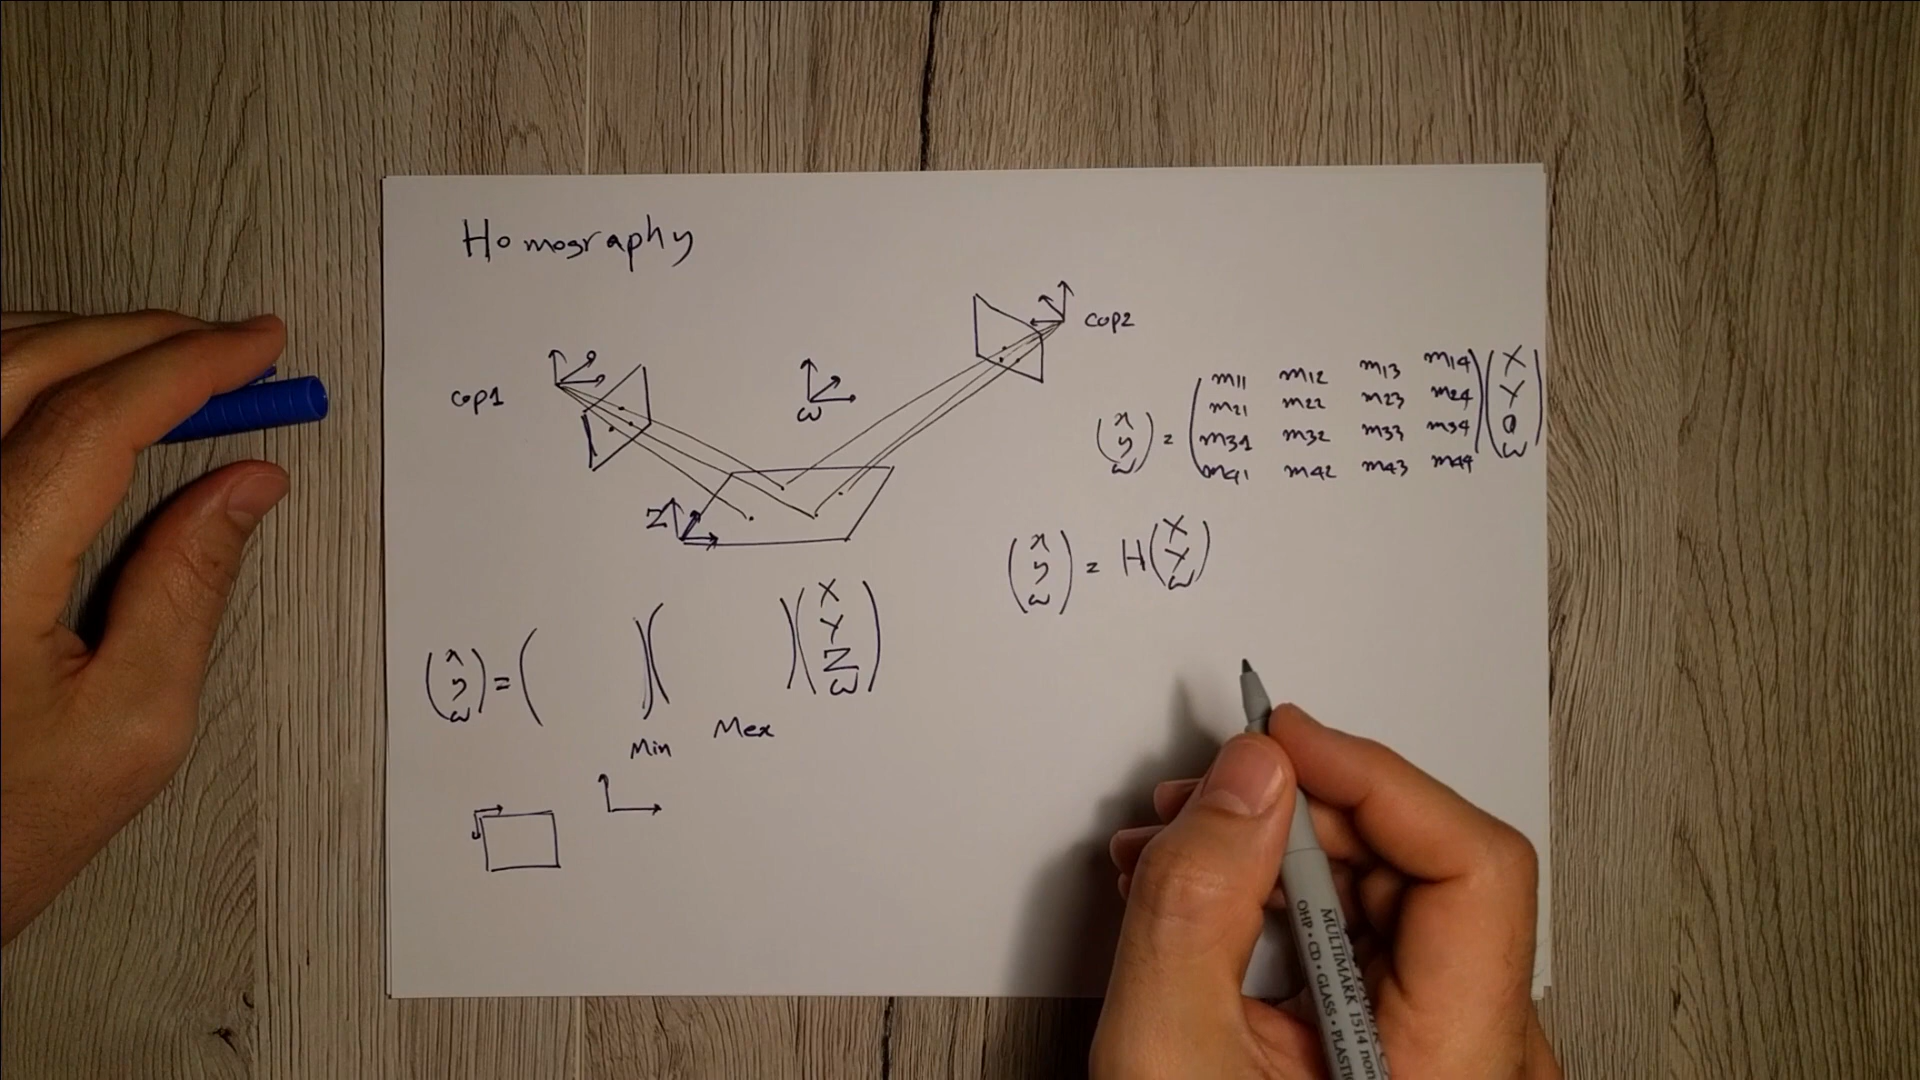 Homography
cop1
cop2
ω
Z
(x y ω) = (m11 m12 m13 m14
m21 m22 m23 m24
m31 m32 m33 m34
m41 m42 m43 m44) (X Y 0 ω)
(x y ω) = H (X Y ω)
(x y ω) = ( )( )(X Y Z ω)
Min
Mex
MULTIMARK 1514
OHP • CD • GLASS •